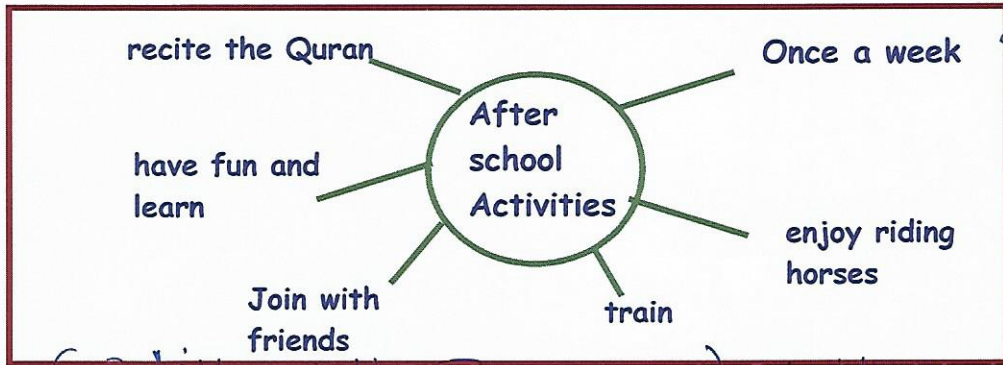 recite the Quran
Once a week
After
school
Activities
have fun and
learn
enjoy riding
horses
Join with
friends
train